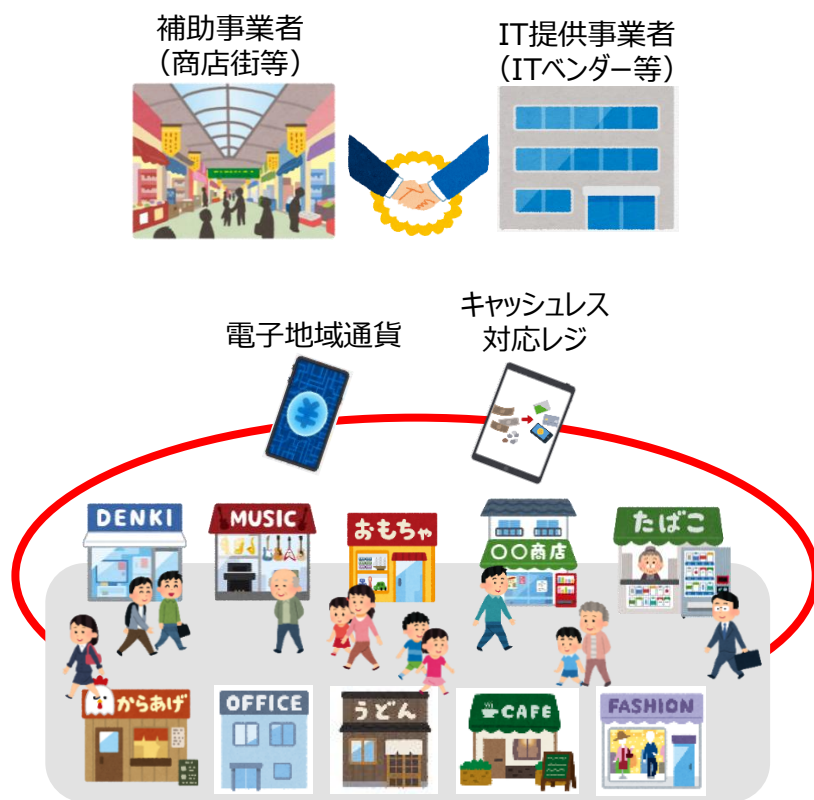 補助事業者
（商店街等）
IT提供事業者
（ITベンダー等）
電子地域通貨
キャッシュレス
対応レジ
DENKI
MUSIC
おもちゃ
〇〇商店
たばこ
からあげ
OFFICE
うどん
CAFE
FASHION